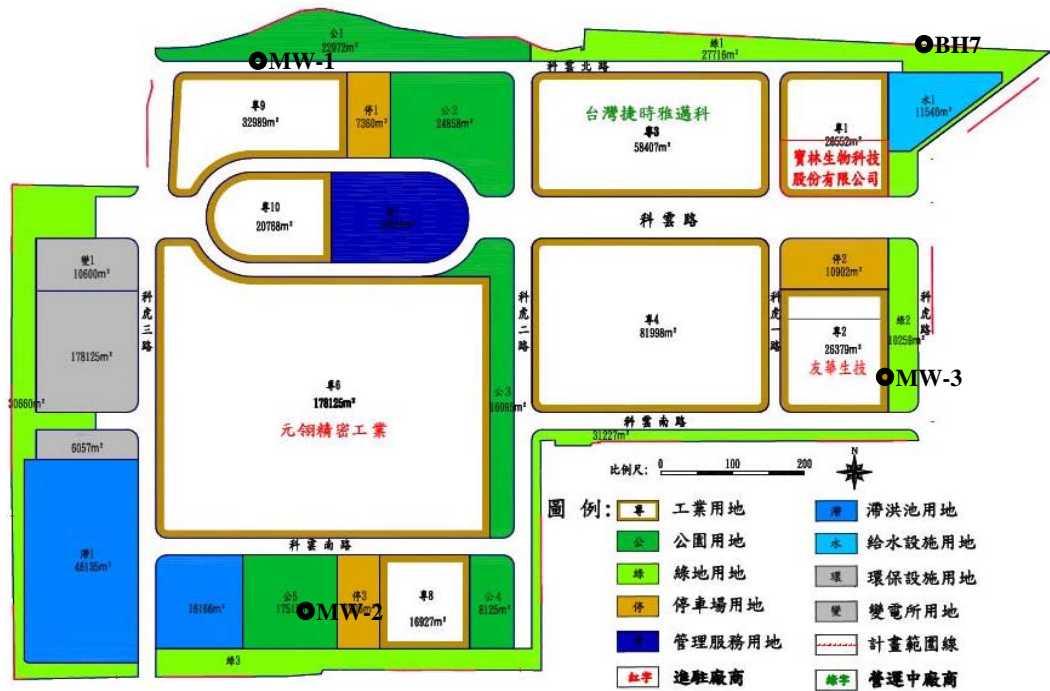 公1
22972m²
MW-1
綠1
27716m²
BH7
科雲北路
專9
32989m²
停1
7360m²
公2
24858m²
台灣捷時雅邁科
專3
58407m²
專1
26552m²
寶林生物科技
股份有限公司
水1
11546m²
專10
20768m²
科雲路
變1
10600m²
178125m²
科虎三路
科虎二路
科虎一路
科虎路
停2
10902m²
專4
81998m²
專2
26379m²
友華生技
綠2
10259m²
MW-3
專6
178125m²
元翎精密工業
公3
30660m²
6057m²
科雲南路
31227m²
比例尺:
0 100 200
N
滯1
48135m²
科雲南路
16166m²
公5
MW-2
停3
專8
16927m²
公4
8125m²
綠3
圖例:
專 工業用地
公 公園用地
綠 綠地用地
停 停車場用地
管理服務用地
紅字 進駐廠商
滯 滯洪池用地
水 給水設施用地
環 環保設施用地
變 變電所用地
計畫範圍線
綠字 營運中廠商